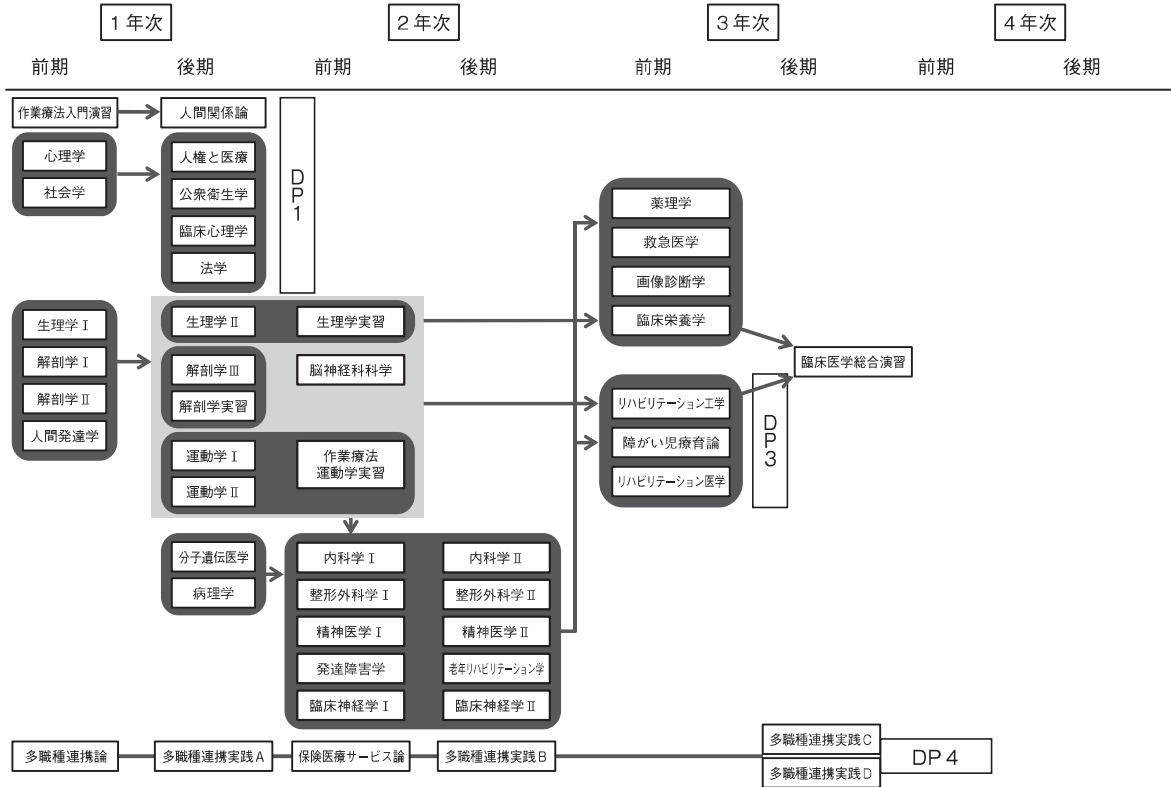 1年次
2年次
3年次
4年次
前期
後期
前期
後期
前期
後期
前期
後期
作業療法入門演習
人間関係論
心理学
社会学
人権と医療
公衆衛生学
臨床心理学
法学
DP1
薬理学
救急医学
画像診断学
臨床栄養学
生理学Ⅰ
解剖学Ⅰ
解剖学Ⅱ
人間発達学
生理学Ⅱ
生理学実習
解剖学Ⅲ
解剖学実習
脳神経科科学
運動学Ⅰ
運動学Ⅱ
作業療法
運動学実習
臨床医学総合演習
リハビリテーション工学
障がい児療育論
リハビリテーション医学
DP3
分子遺伝医学
病理学
内科学Ⅰ
内科学Ⅱ
整形外科学Ⅰ
整形外科学Ⅱ
精神医学Ⅰ
精神医学Ⅱ
発達障害学
老年リハビリテーション学
臨床神経学Ⅰ
臨床神経学Ⅱ
多職種連携論
多職種連携実践A
保険医療サービス論
多職種連携実践B
多職種連携実践C
多職種連携実践D
DP4